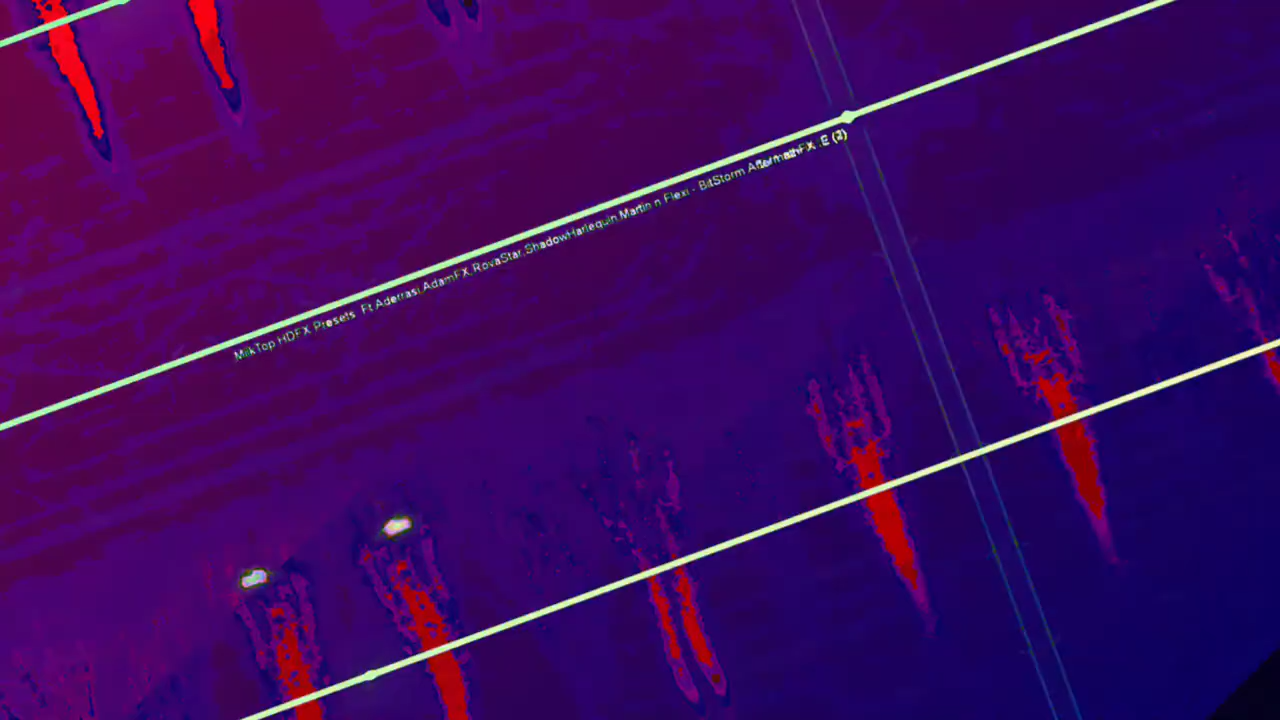 MilkTop HDFX Presets Ft Aderrasi,AdamFX,RovaStar,ShadowHarlequin,Martin n Flexi - BitStorm AftermathFX .E (2)